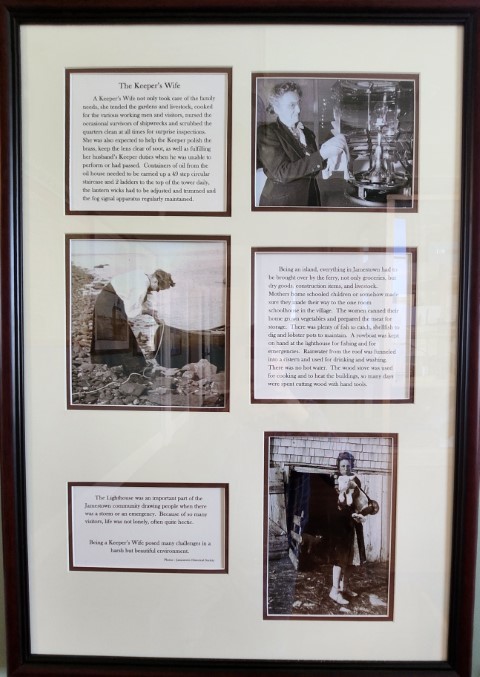 The Keeper's Wife
A Keeper's Wife not only took care of the family
needs, she tended the gardens and livestock, cooked
for the various working men and visitors, nursed the
occasional survivors of shipwrecks and scrubbed the
quarters clean at all times for surprise inspections.
She was also expected to help the Keeper polish the
brass, keep the lens clear of soot, as well as fulfilling
her husband's Keeper duties when he was unable to
perform or had passed. Containers of oil from the
oil house needed to be carried up a 49 step circular
staircase and 2 ladders to the top of the tower daily,
the lantern wicks had to be adjusted and trimmed and
the fog signal apparatus regularly maintained.
Being an island, everything in Jamestown had to
be brought over by the ferry, not only groceries, but
dry goods, construction items, and livestock.
Mothers home schooled children or somehow made
sure they made their way to the one room
schoolhouse in the village. The women canned their
home grown vegetables and prepared the meat for
storage. There was plenty of fish to catch, shellfish to
dig and lobster pots to maintain. A rowboat was kept
on hand at the lighthouse for fishing and for
emergencies. Rainwater from the roof was funneled
into a cistern and used for drinking and washing.
There was no hot water. The wood stove was used
for cooking and to heat the buildings, so many days
were spent cutting wood with hand tools.
The Lighthouse was an important part of the
Jamestown community drawing people when there
was a storm or an emergency. Because of so many
visitors, life was not lonely, often quite hectic.
Being a Keeper's Wife posed many challenges in a
harsh but beautiful environment.
Photos - Jamestown Historical Society